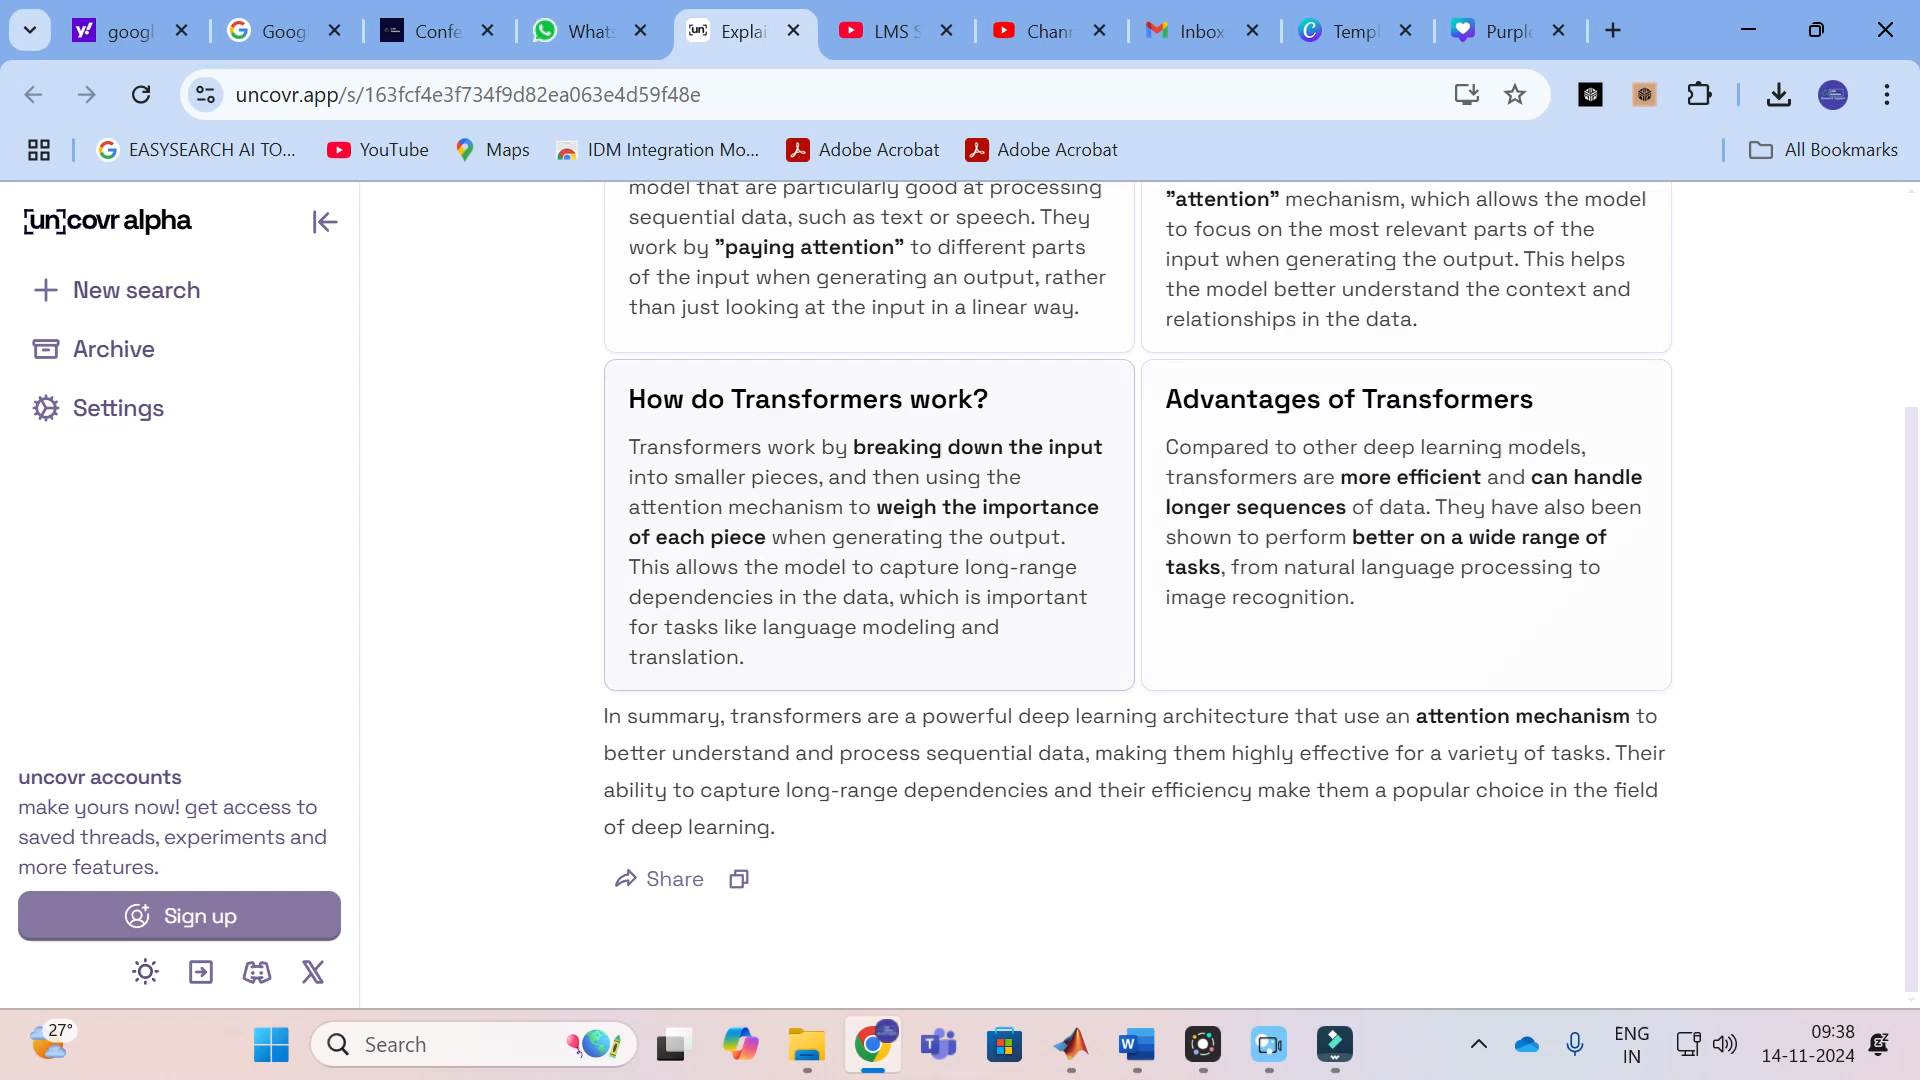 googl
Goog
Confe
What
Explai
LMS S
Chann
Inbox
Templ
Purple
uncovr.app/s/163fcf4e3f734f9d82ea063e4d59f48e
EASYSEARCH AI TO...
YouTube
Maps
IDM Integration Mo...
Adobe Acrobat
Adobe Acrobat
All Bookmarks
[un]covr alpha
New search
Archive
Settings
model that are particularly good at processing
sequential data, such as text or speech. They
work by "paying attention" to different parts
of the input when generating an output, rather
than just looking at the input in a linear way.
"attention" mechanism, which allows the model
to focus on the most relevant parts of the
input when generating the output. This helps
the model better understand the context and
relationships in the data.
How do Transformers work?
Transformers work by breaking down the input
into smaller pieces, and then using the
attention mechanism to weigh the importance
of each piece when generating the output.
This allows the model to capture long-range
dependencies in the data, which is important
for tasks like language modeling and
translation.
Advantages of Transformers
Compared to other deep learning models,
transformers are more efficient and can handle
longer sequences of data. They have also been
shown to perform better on a wide range of
tasks, from natural language processing to
image recognition.
In summary, transformers are a powerful deep learning architecture that use an attention mechanism to
better understand and process sequential data, making them highly effective for a variety of tasks. Their
ability to capture long-range dependencies and their efficiency make them a popular choice in the field
of deep learning.
Share
uncovr accounts
make yours now! get access to
saved threads, experiments and
more features.
Sign up
27°
Search
ENG
IN
09:38
14-11-2024